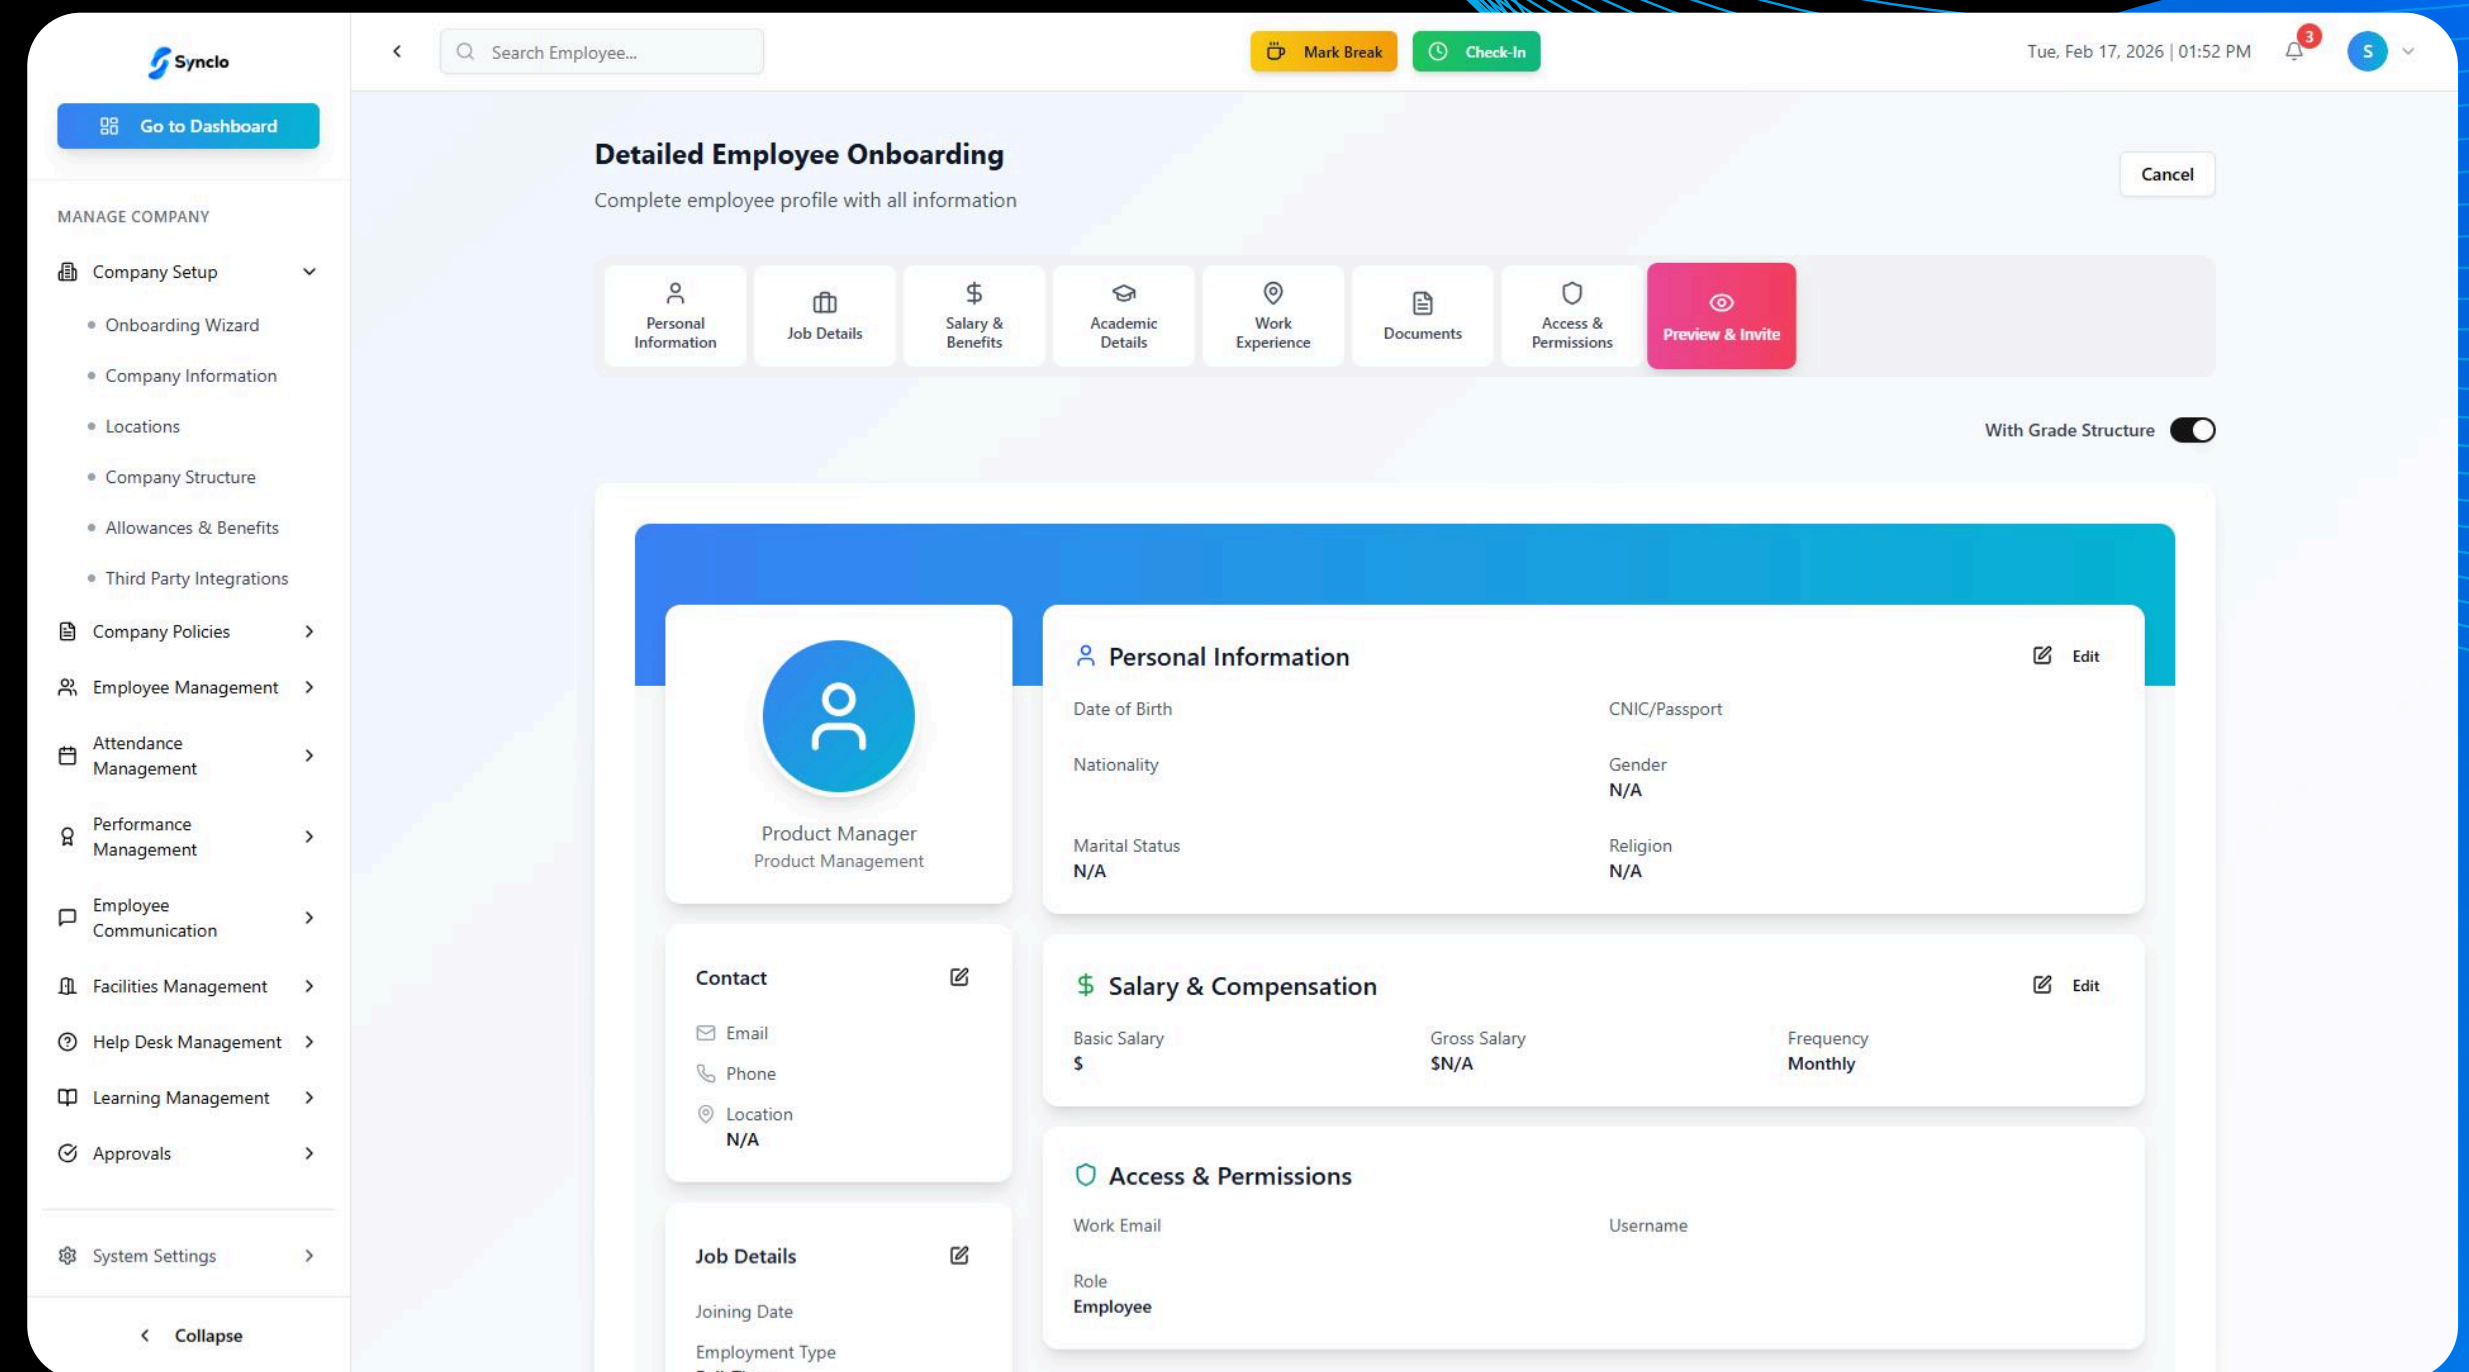 Synclo
Go to Dashboard
MANAGE COMPANY
Company Setup
Onboarding Wizard
Company Information
Locations
Company Structure
Allowances & Benefits
Third Party Integrations
Company Policies
Employee Management
Attendance
Management
Performance
Management
Employee
Communication
Facilities Management
Help Desk Management
Learning Management
Approvals
System Settings
Collapse
Search Employee...
Mark Break
Check-In
Tue, Feb 17, 2026 | 01:52 PM
3
S
Detailed Employee Onboarding
Complete employee profile with all information
Cancel
Personal
Information
Job Details
Salary &
Benefits
Academic
Details
Work
Experience
Documents
Access &
Permissions
Preview & Invite
With Grade Structure
Product Manager
Product Management
Contact
Email
Phone
Location
N/A
Job Details
Joining Date
Employment Type
Personal Information
Edit
Date of Birth
CNIC/Passport
Nationality
Gender
N/A
Marital Status
N/A
Religion
N/A
Salary & Compensation
Edit
Basic Salary
$
Gross Salary
$N/A
Frequency
Monthly
Access & Permissions
Work Email
Username
Role
Employee